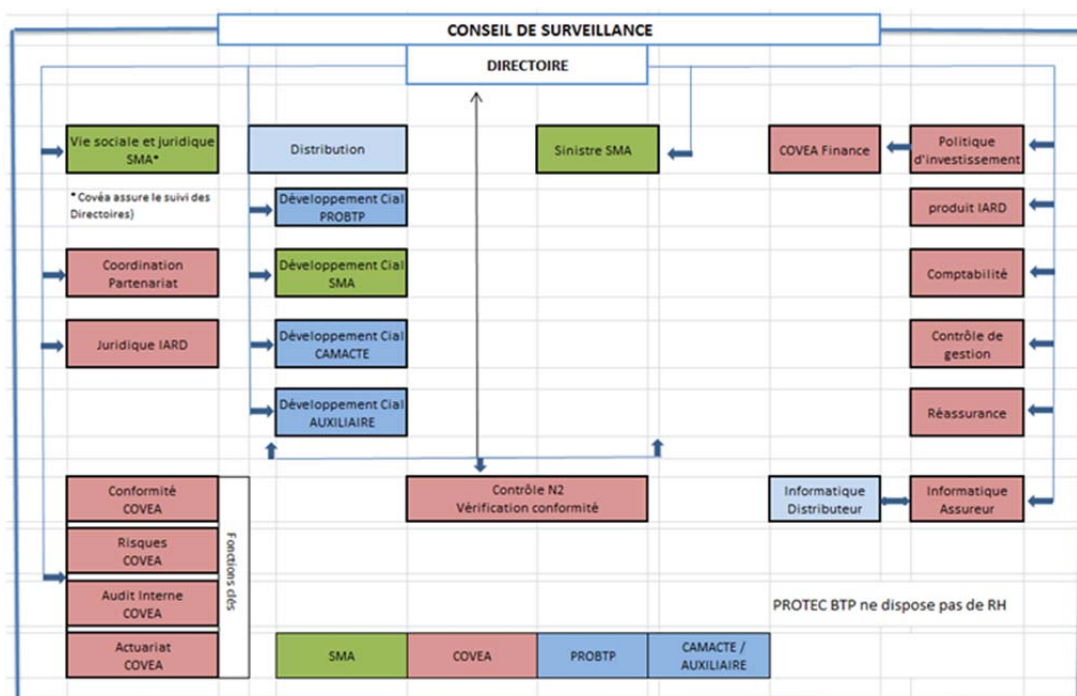 CONSEIL DE SURVEILLANCE
DIRECTOIRE
Vie sociale et juridique
SMA*
Distribution
Sinistre SMA
COVEA Finance
Politique
d'investissement
* Covéa assure le suivi des
Directoires)
Développement Cial
PROBTP
produit IARD
Coordination
Partenariat
Développement Cial
SMA
Comptabilité
Juridique IARD
Développement Cial
CAMACTE
Contrôle de
gestion
Développement Cial
AUXILIAIRE
Réassurance
Conformité
COVEA
Contrôle N2
Vérification conformité
Informatique
Distributeur
Informatique
Assureur
Fonctions clés
Risques
COVEA
Audit Interne
COVEA
PROTEC BTP ne dispose pas de RH
Actuariat
COVEA
SMA
COVEA
PROBTP
CAMACTE /
AUXILIAIRE